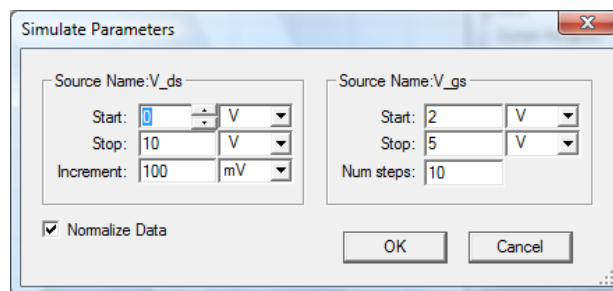 Simulate Parameters
Source Name:V_ds
Start: 0 V
Stop: 10 V
Increment: 100 mV
Source Name:V_gs
Start: 2 V
Stop: 5 V
Num steps: 10
Normalize Data
OK Cancel